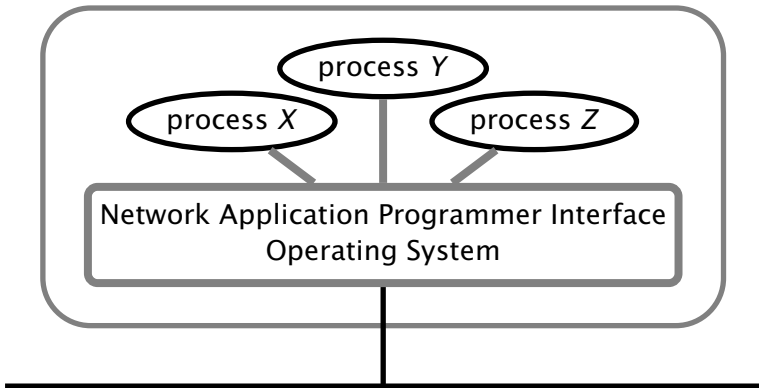 process Y
process X
process Z
Network Application Programmer Interface
Operating System